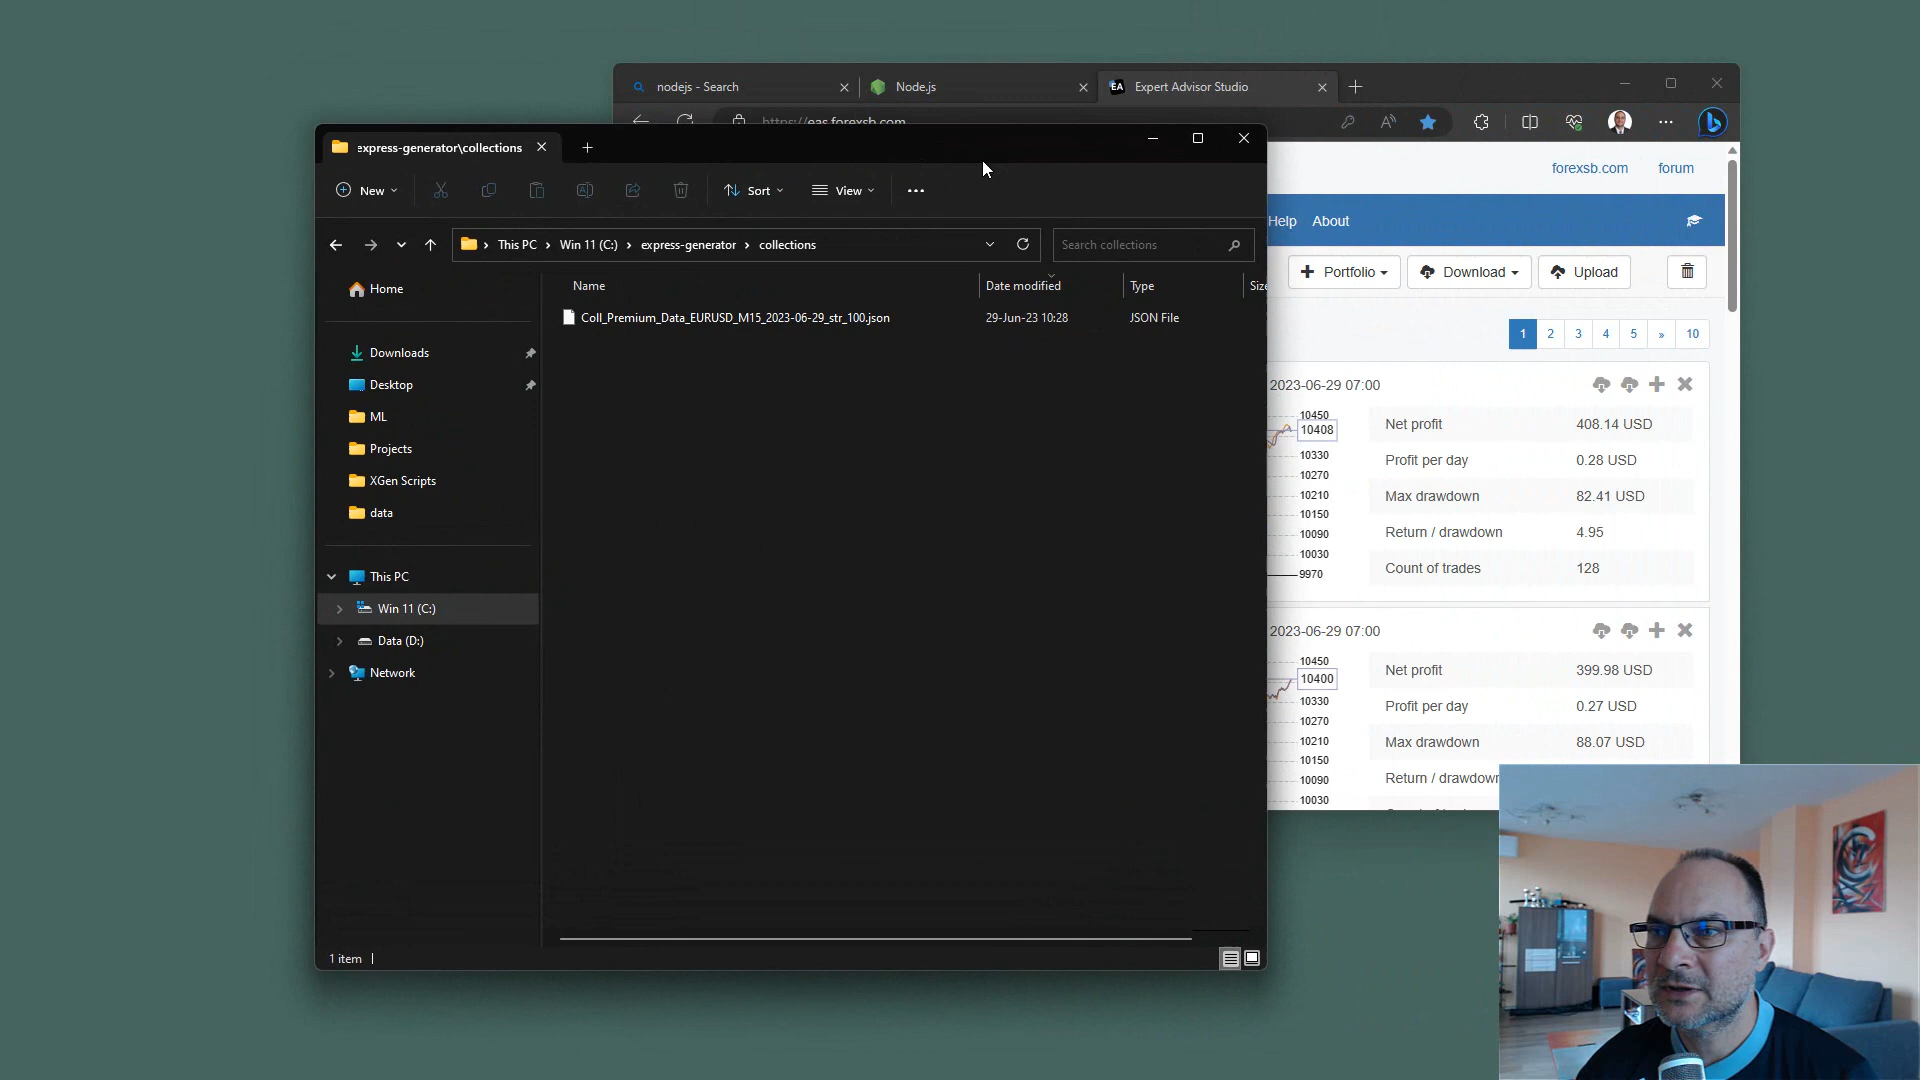 nodejs - Search
Node.js
EA
Expert Advisor Studio
https://eas.forexsb.com
express-generator\collections
New
Sort
View
This PC
Win 11 (C:)
express-generator
collections
Search collections
Name
Date modified
Type
Size
Coll_Premium_Data_EURUSD_M15_2023-06-29_str_100.json
29-Jun-23 10:28
JSON File
Home
Downloads
Desktop
ML
Projects
XGen Scripts
data
This PC
Win 11 (C:)
Data (D:)
Network
1 item
forexsb.com
forum
Help
About
Portfolio
Download
Upload
1 2 3 4 5 » 10
2023-06-29 07:00
10450
10408
10330
10270
10210
10150
10090
10030
9970
Net profit 408.14 USD
Profit per day 0.28 USD
Max drawdown 82.41 USD
Return / drawdown 4.95
Count of trades 128
2023-06-29 07:00
10450
10400
10330
10270
10210
10150
10090
10030
Net profit 399.98 USD
Profit per day 0.27 USD
Max drawdown 88.07 USD
Return / drawdown